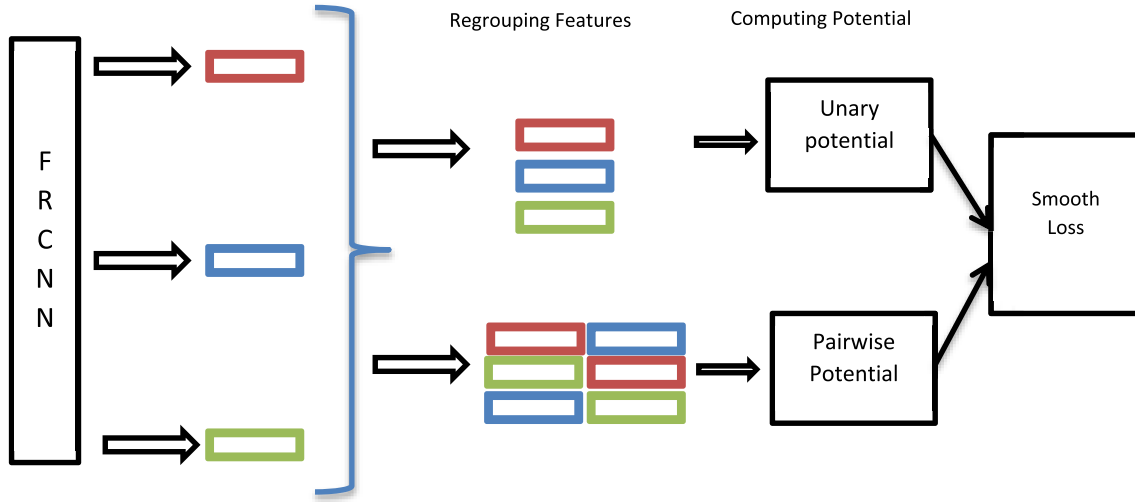 Regrouping Features
Computing Potential
F
R
C
N
N
Unary
potential
Smooth
Loss
Pairwise
Potential